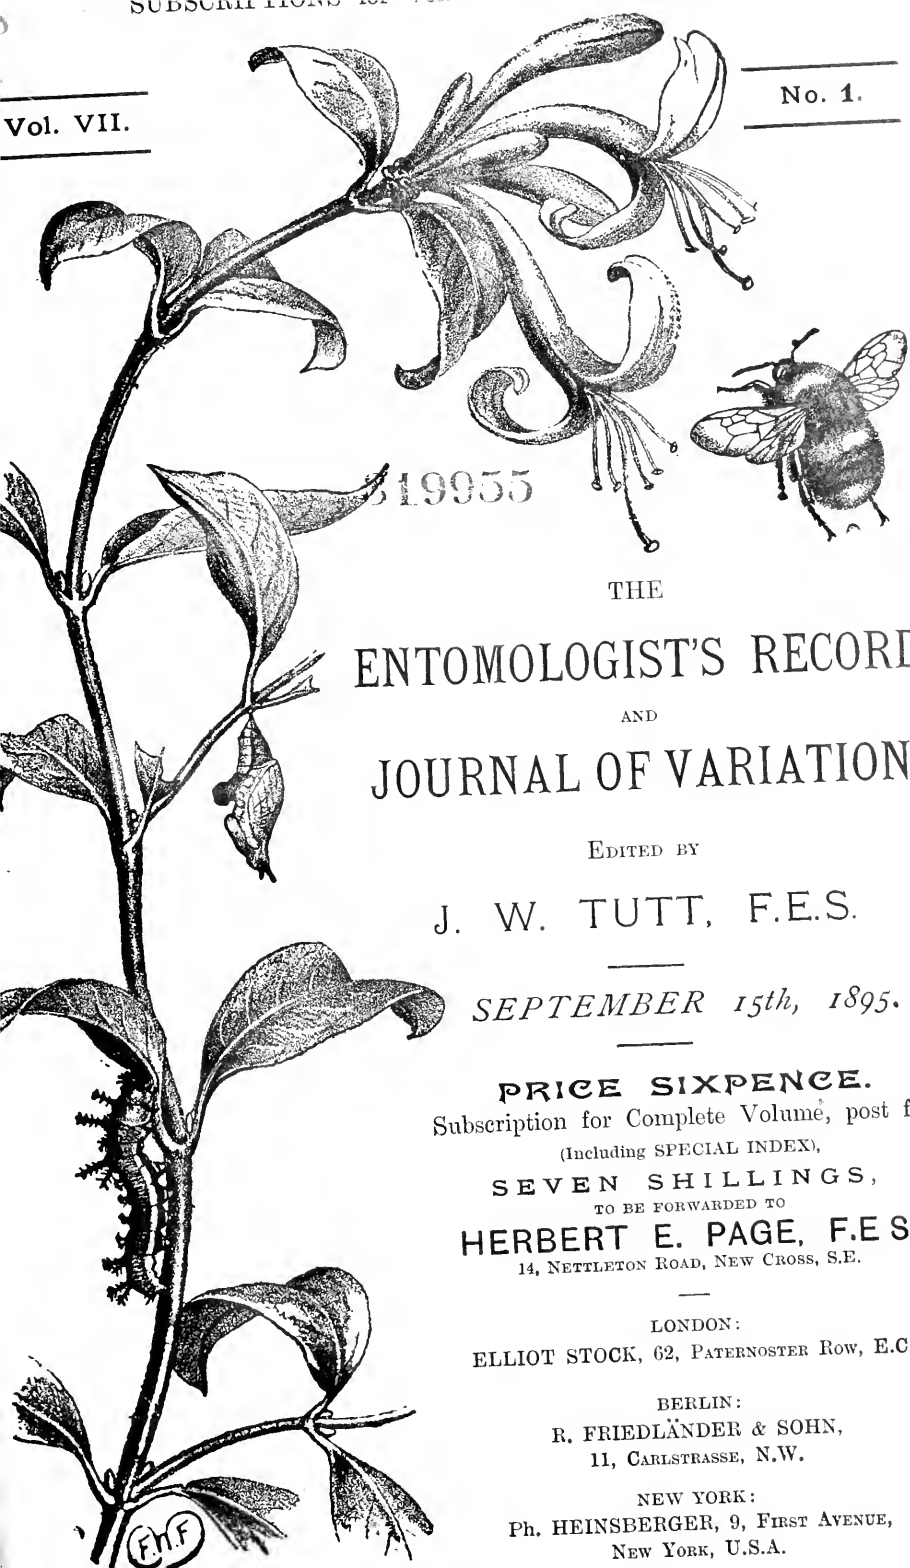 SUBSCRIPTIONS for
Vol. VII.
No. 1.
319955
THE
ENTOMOLOGIST'S RECORD
AND
JOURNAL OF VARIATION
EDITED BY
J. W. TUTT, F.E.S.
SEPTEMBER 15th, 1895.
PRICE SIXPENCE.
Subscription for Complete Volume, post f
(Including SPECIAL INDEX),
SEVEN SHILLINGS,
TO BE FORWARDED TO
HERBERT E. PAGE, F.E S
14, NETTLETON ROAD, NEW CROSS, S.E.
LONDON:
ELLIOT STOCK, 62, PATERNOSTER ROW, E.C
BERLIN:
R. FRIEDLÄNDER & SOHN,
11, CARLSTRASSE, N.W.
NEW YORK:
Ph. HEINSBERGER, 9, FIRST AVENUE,
NEW YORK, U.S.A.
F.h.F